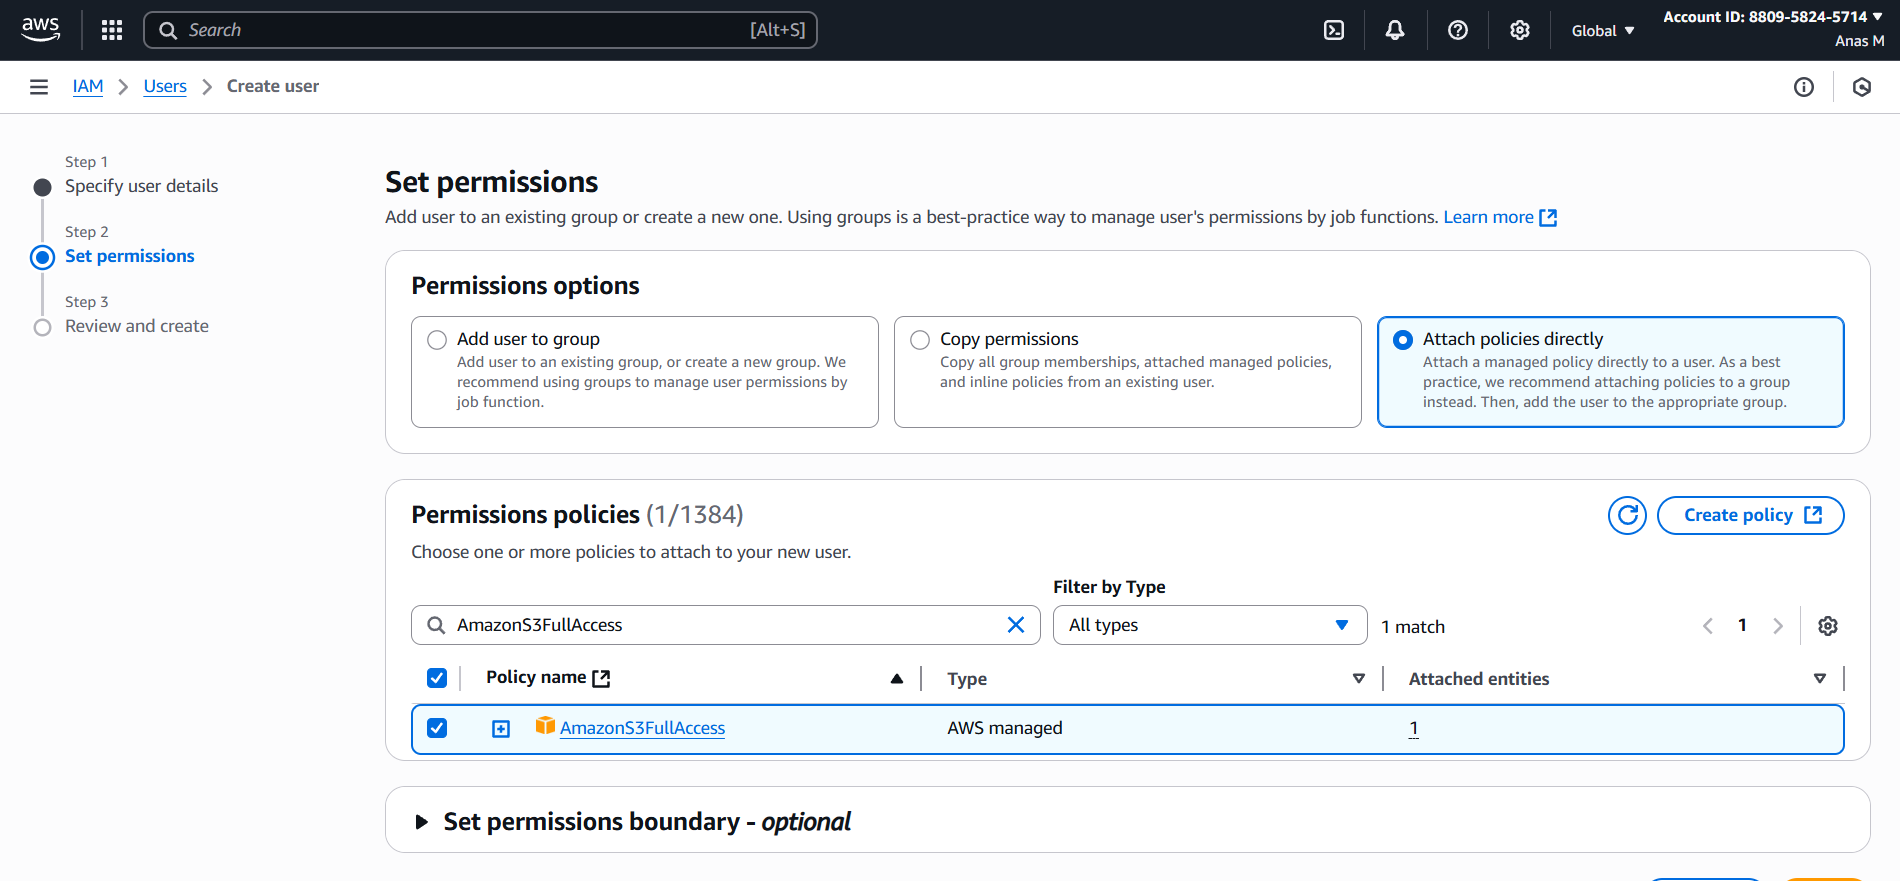 aws
Search
[Alt+S]
Global
Account ID: 8809-5824-5714
Anas M
IAM
Users
Create user
Step 1
Specify user details
Step 2
Set permissions
Step 3
Review and create
Set permissions
Add user to an existing group or create a new one. Using groups is a best-practice way to manage user's permissions by job functions. Learn more
Permissions options
Add user to group
Add user to an existing group, or create a new group. We
recommend using groups to manage user permissions by
job function.
Copy permissions
Copy all group memberships, attached managed policies,
and inline policies from an existing user.
Attach policies directly
Attach a managed policy directly to a user. As a best
practice, we recommend attaching policies to a group
instead. Then, add the user to the appropriate group.
Permissions policies (1/1384)
Create policy
Choose one or more policies to attach to your new user.
Filter by Type
AmazonS3FullAccess
All types
1 match
1
Policy name
Type
Attached entities
AmazonS3FullAccess
AWS managed
1
Set permissions boundary - optional